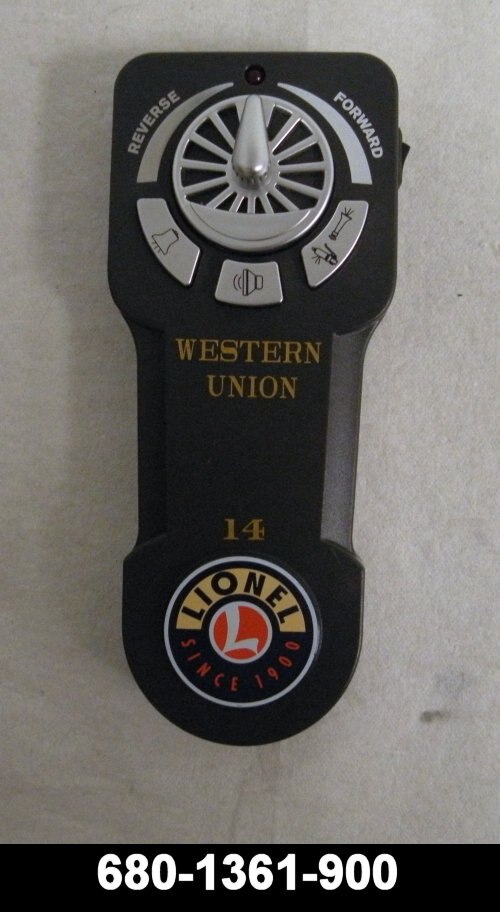 REVERSE
FORWARD
WESTERN
UNION
14
LIONEL
L
SINCE 1900
680-1361-900